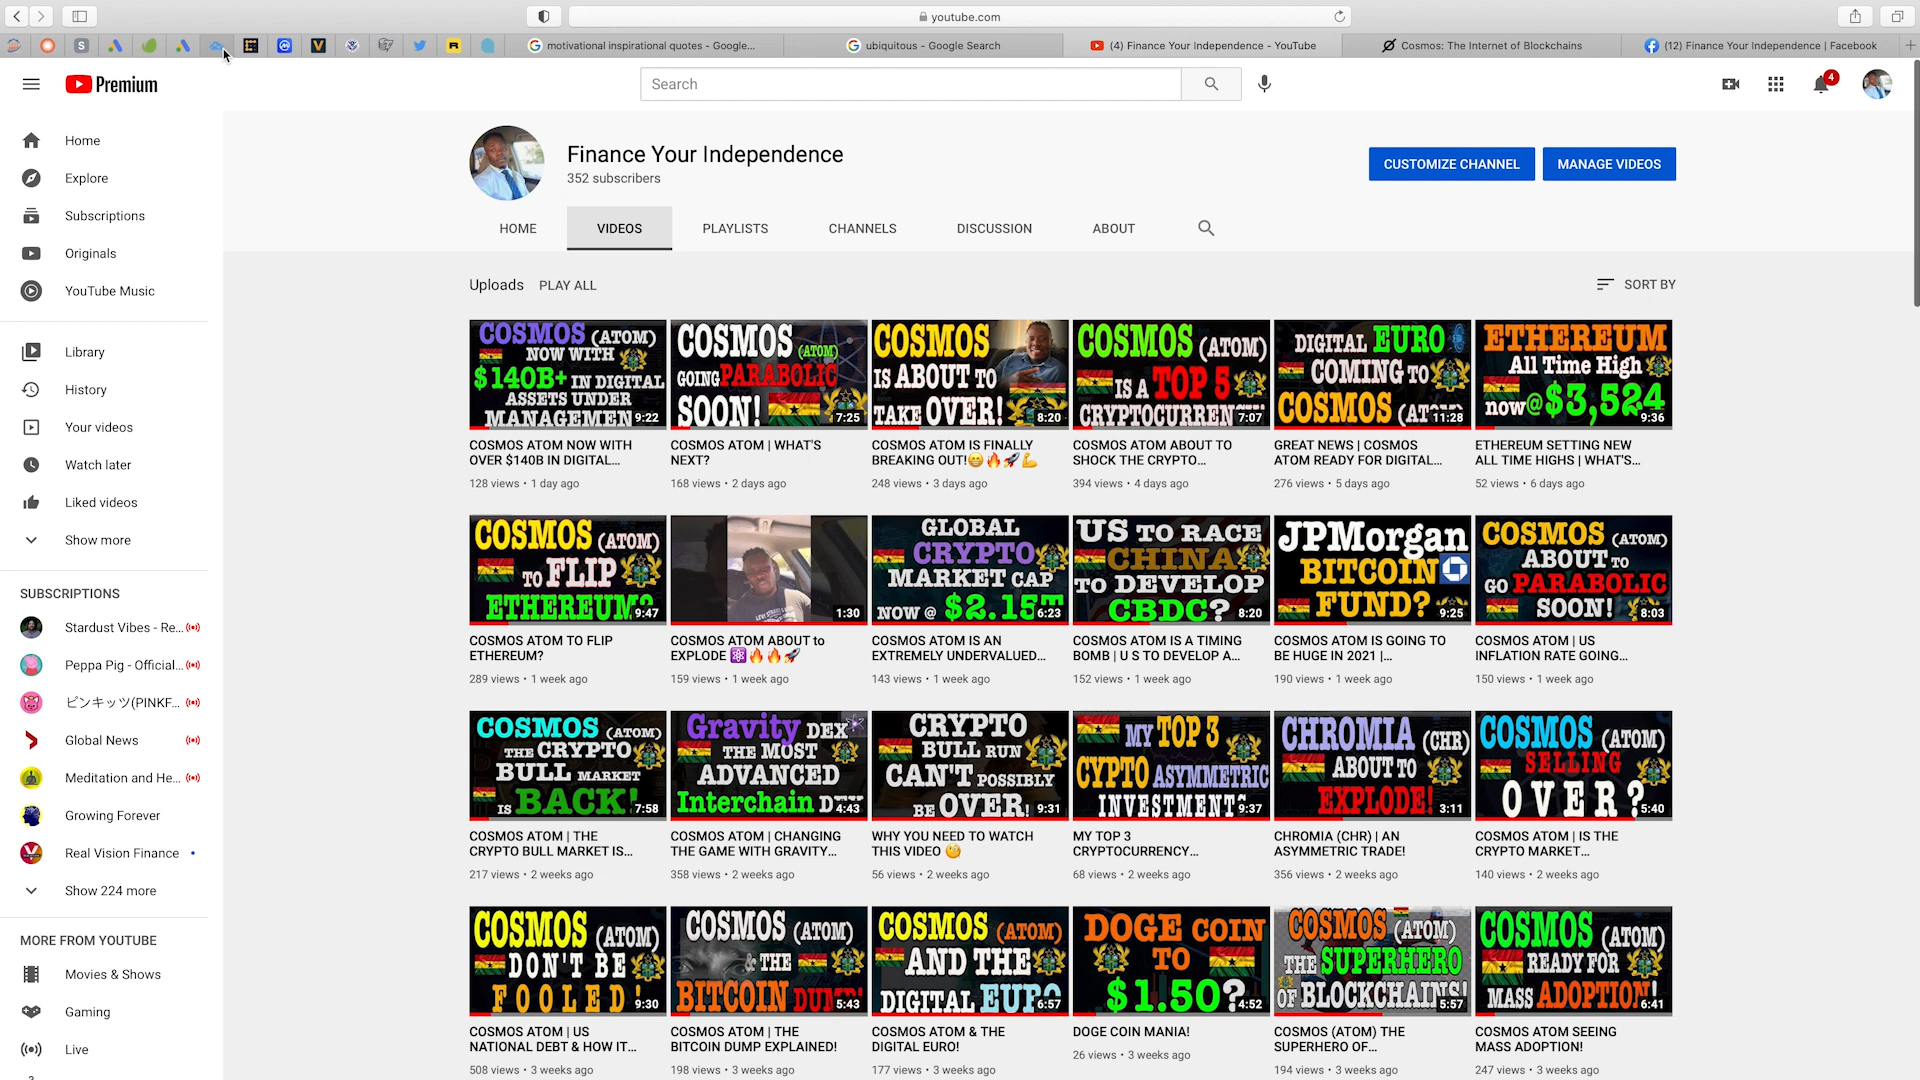 youtube.com
motivational inspirational quotes - Google...
ubiquitous - Google Search
(4) Finance Your Independence - YouTube
Cosmos: The Internet of Blockchains
(12) Finance Your Independence | Facebook
Premium
Search
4
Home
Explore
Subscriptions
Originals
YouTube Music
Library
History
Your videos
Watch later
Liked videos
Show more
SUBSCRIPTIONS
Stardust Vibes - Re...
Peppa Pig - Official...
ピンキッツ(PINKF...
Global News
Meditation and He...
Growing Forever
Real Vision Finance
Show 224 more
MORE FROM YOUTUBE
Movies & Shows
Gaming
Live
Finance Your Independence
352 subscribers
CUSTOMIZE CHANNEL
MANAGE VIDEOS
HOME
VIDEOS
PLAYLISTS
CHANNELS
DISCUSSION
ABOUT
Uploads
PLAY ALL
SORT BY
COSMOS (ATOM)
NOW WITH
$140B+ IN DIGITAL
ASSETS UNDER
MANAGEMEN
9:22
COSMOS ATOM NOW WITH
OVER $140B IN DIGITAL...
128 views • 1 day ago
COSMOS (ATOM)
GOING PARABOLIC
SOON!
7:25
COSMOS ATOM | WHAT'S
NEXT?
168 views • 2 days ago
COSMOS
IS ABOUT TO
TAKE OVER!
8:20
COSMOS ATOM IS FINALLY
BREAKING OUT!😁🔥🚀💪
248 views • 3 days ago
COSMOS (ATOM)
IS A TOP 5
CRYPTOCURREN
7:07
COSMOS ATOM ABOUT TO
SHOCK THE CRYPTO...
394 views • 4 days ago
DIGITAL EURO
COMING TO
COSMOS (AT
11:28
GREAT NEWS | COSMOS
ATOM READY FOR DIGITAL...
276 views • 5 days ago
ETHEREUM
All Time High
now@$3,524
9:36
ETHEREUM SETTING NEW
ALL TIME HIGHS | WHAT'S...
52 views • 6 days ago
COSMOS (ATOM)
TO FLIP
ETHEREUM?
9:47
COSMOS ATOM TO FLIP
ETHEREUM?
289 views • 1 week ago
1:30
COSMOS ATOM ABOUT to
EXPLODE ⚛️🔥🔥🚀
159 views • 1 week ago
GLOBAL
CRYPTO
MARKET CAP
NOW @ $2.15T
6:23
COSMOS ATOM IS AN
EXTREMELY UNDERVALUED...
143 views • 1 week ago
US TO RACE
CHINA
TO DEVELOP
CBDC?
8:20
COSMOS ATOM IS A TIMING
BOMB | U S TO DEVELOP A...
152 views • 1 week ago
JPMorgan
BITCOIN
FUND?
9:25
COSMOS ATOM IS GOING TO
BE HUGE IN 2021 |...
190 views • 1 week ago
COSMOS (ATOM)
ABOUT TO
GO PARABOLIC
SOON!
8:03
COSMOS ATOM | US
INFLATION RATE GOING...
150 views • 1 week ago
COSMOS (ATOM)
THE CRYPTO
BULL MARKET
IS BACK!
7:58
COSMOS ATOM | THE
CRYPTO BULL MARKET IS...
217 views • 2 weeks ago
Gravity DEX
THE MOST
ADVANCED
Interchain D
4:43
COSMOS ATOM | CHANGING
THE GAME WITH GRAVITY...
358 views • 2 weeks ago
CRYPTO
BULL RUN
CAN'T POSSIBLY
BE OVER!
9:31
WHY YOU NEED TO WATCH
THIS VIDEO 🧐
56 views • 2 weeks ago
MY TOP 3
CYPTO ASYMMETRIC
INVESTMENTS
9:37
MY TOP 3
CRYPTOCURRENCY...
68 views • 2 weeks ago
CHROMIA (CHR)
ABOUT TO
EXPLODE!
3:11
CHROMIA (CHR) | AN
ASYMMETRIC TRADE!
356 views • 2 weeks ago
COSMOS (ATOM)
SELLING
OVER?
5:40
COSMOS ATOM | IS THE
CRYPTO MARKET...
140 views • 2 weeks ago
COSMOS (ATOM)
DON'T BE
FOOLED!
9:30
COSMOS ATOM | US
NATIONAL DEBT & HOW IT...
508 views • 3 weeks ago
COSMOS (ATOM)
& THE
BITCOIN DUMP!
5:43
COSMOS ATOM | THE
BITCOIN DUMP EXPLAINED!
198 views • 3 weeks ago
COSMOS (ATOM)
AND THE
DIGITAL EURO
6:57
COSMOS ATOM & THE
DIGITAL EURO!
177 views • 3 weeks ago
DOGE COIN
TO
$1.50?
4:52
DOGE COIN MANIA!
26 views • 3 weeks ago
COSMOS (ATOM)
THE SUPERHERO
OF BLOCKCHAINS!
5:57
COSMOS (ATOM) THE
SUPERHERO OF...
194 views • 3 weeks ago
COSMOS (ATOM)
READY FOR
MASS ADOPTION!
6:41
COSMOS ATOM SEEING
MASS ADOPTION!
247 views • 3 weeks ago